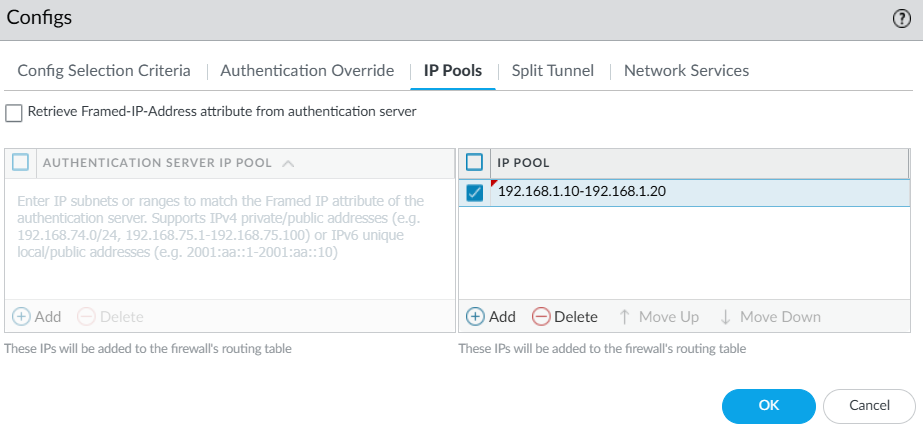 Configs
Config Selection Criteria
Authentication Override
IP Pools
Split Tunnel
Network Services
Retrieve Framed-IP-Address attribute from authentication server
AUTHENTICATION SERVER IP POOL
Enter IP subnets or ranges to match the Framed IP attribute of the
authentication server. Supports IPv4 private/public addresses (e.g.
192.168.74.0/24, 192.168.75.1-192.168.75.100) or IPv6 unique
local/public addresses (e.g. 2001:aa::1-2001:aa::10)
Add
Delete
These IPs will be added to the firewall's routing table
IP POOL
192.168.1.10-192.168.1.20
Add
Delete
Move Up
Move Down
These IPs will be added to the firewall's routing table
OK
Cancel